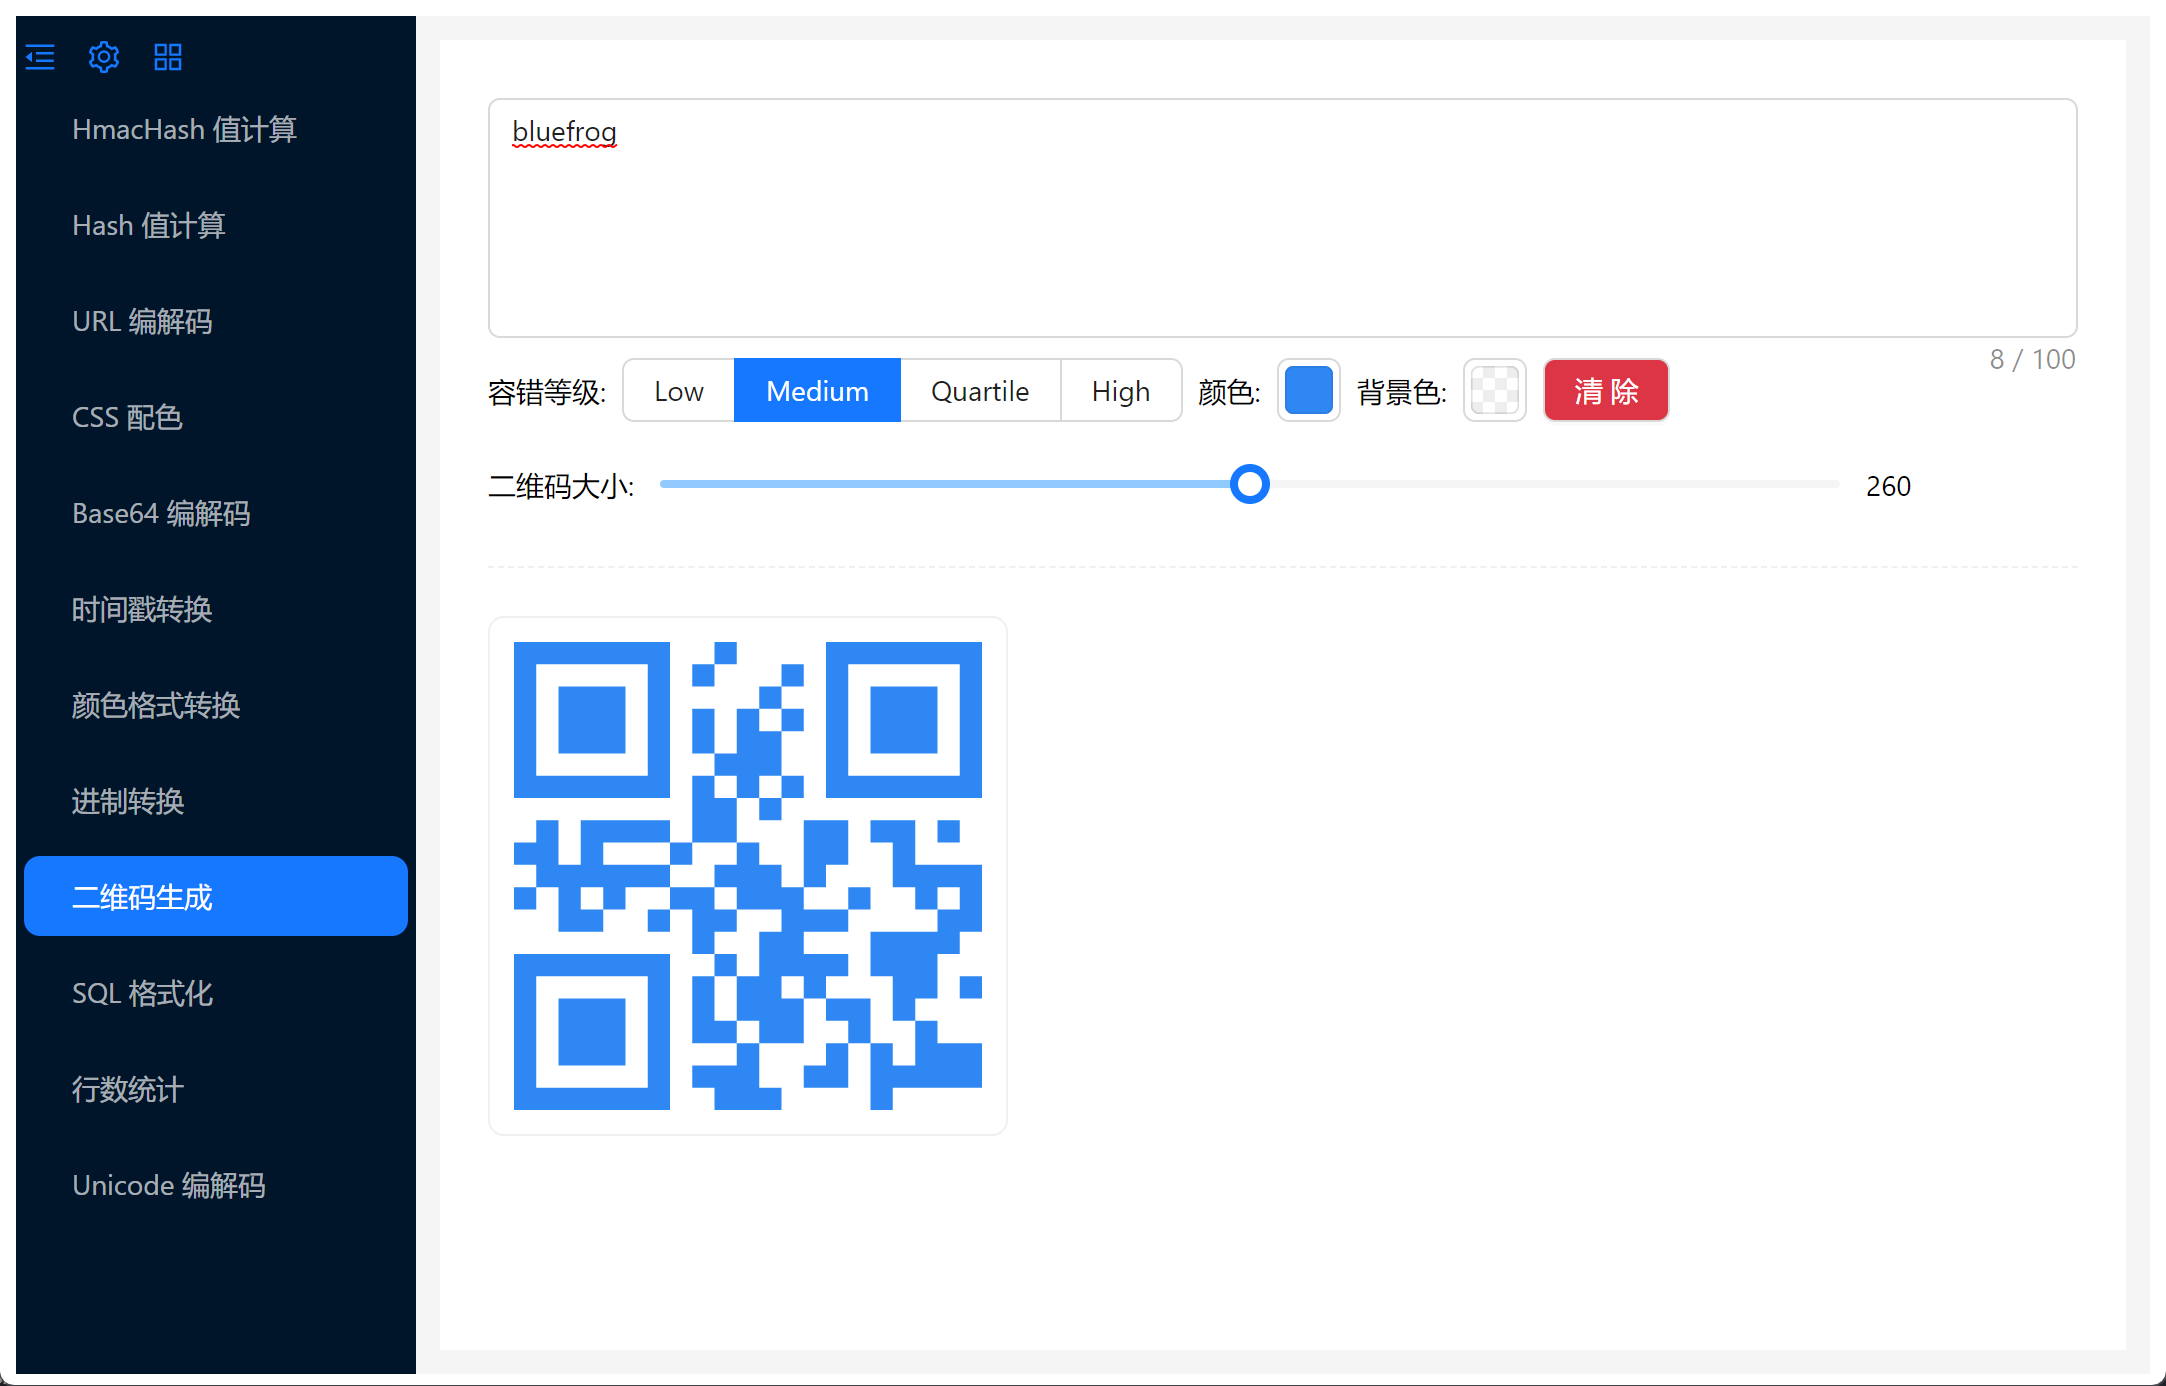 HmacHash 值计算
Hash 值计算
URL 编解码
CSS 配色
Base64 编解码
时间戳转换
颜色格式转换
进制转换
二维码生成
SQL 格式化
行数统计
Unicode 编解码
bluefrog
8 / 100
容错等级: Low Medium Quartile High 颜色: 背景色: 清 除
二维码大小: 260